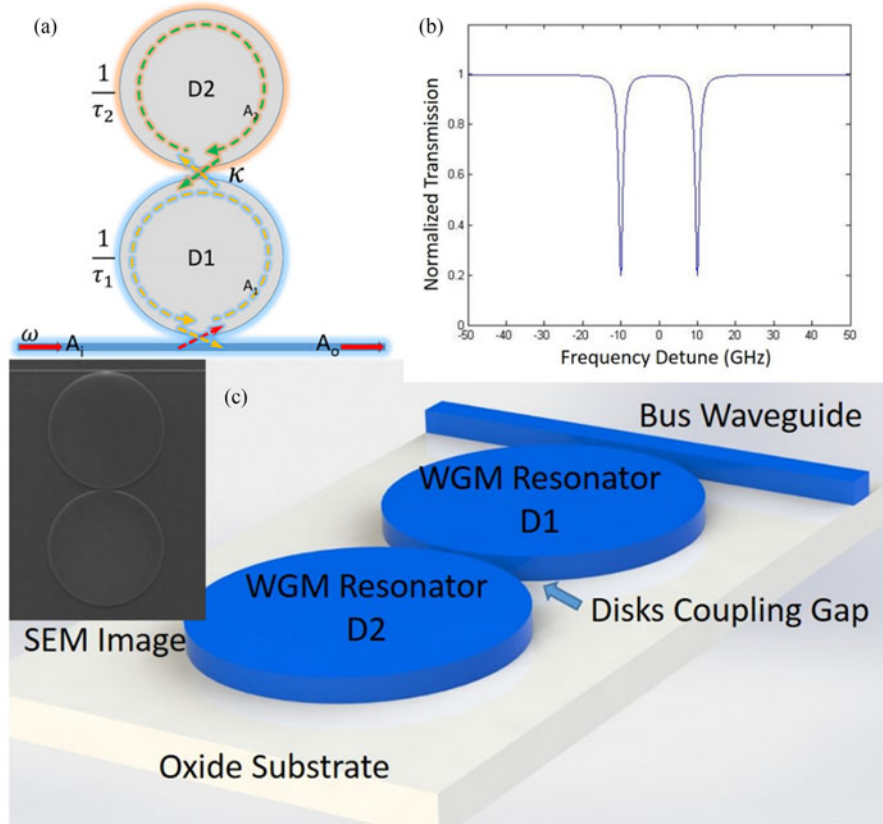 (a)
D2
1
τ₂
A₂
κ
D1
1
τ₁
A₁
ω
Aᵢ
Aₒ
(b)
Normalized Transmission
1
0.8
0.6
0.4
0.2
0
-50 -40 -30 -20 -10 0 10 20 30 40 50
Frequency Detune (GHz)
(c)
Bus Waveguide
WGM Resonator
D1
WGM Resonator
D2
Disks Coupling Gap
SEM Image
Oxide Substrate